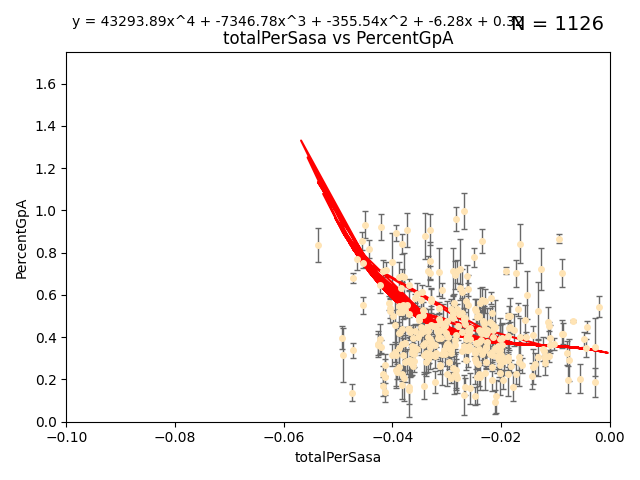 y = 43293.89x^4 + -7346.78x^3 + -355.54x^2 + -6.28x + 0.32
N = 1126
totalPerSasa vs PercentGpA
PercentGpA
1.6
1.4
1.2
1.0
0.8
0.6
0.4
0.2
0.0
−0.10 −0.08 −0.06 −0.04 −0.02 0.00
totalPerSasa